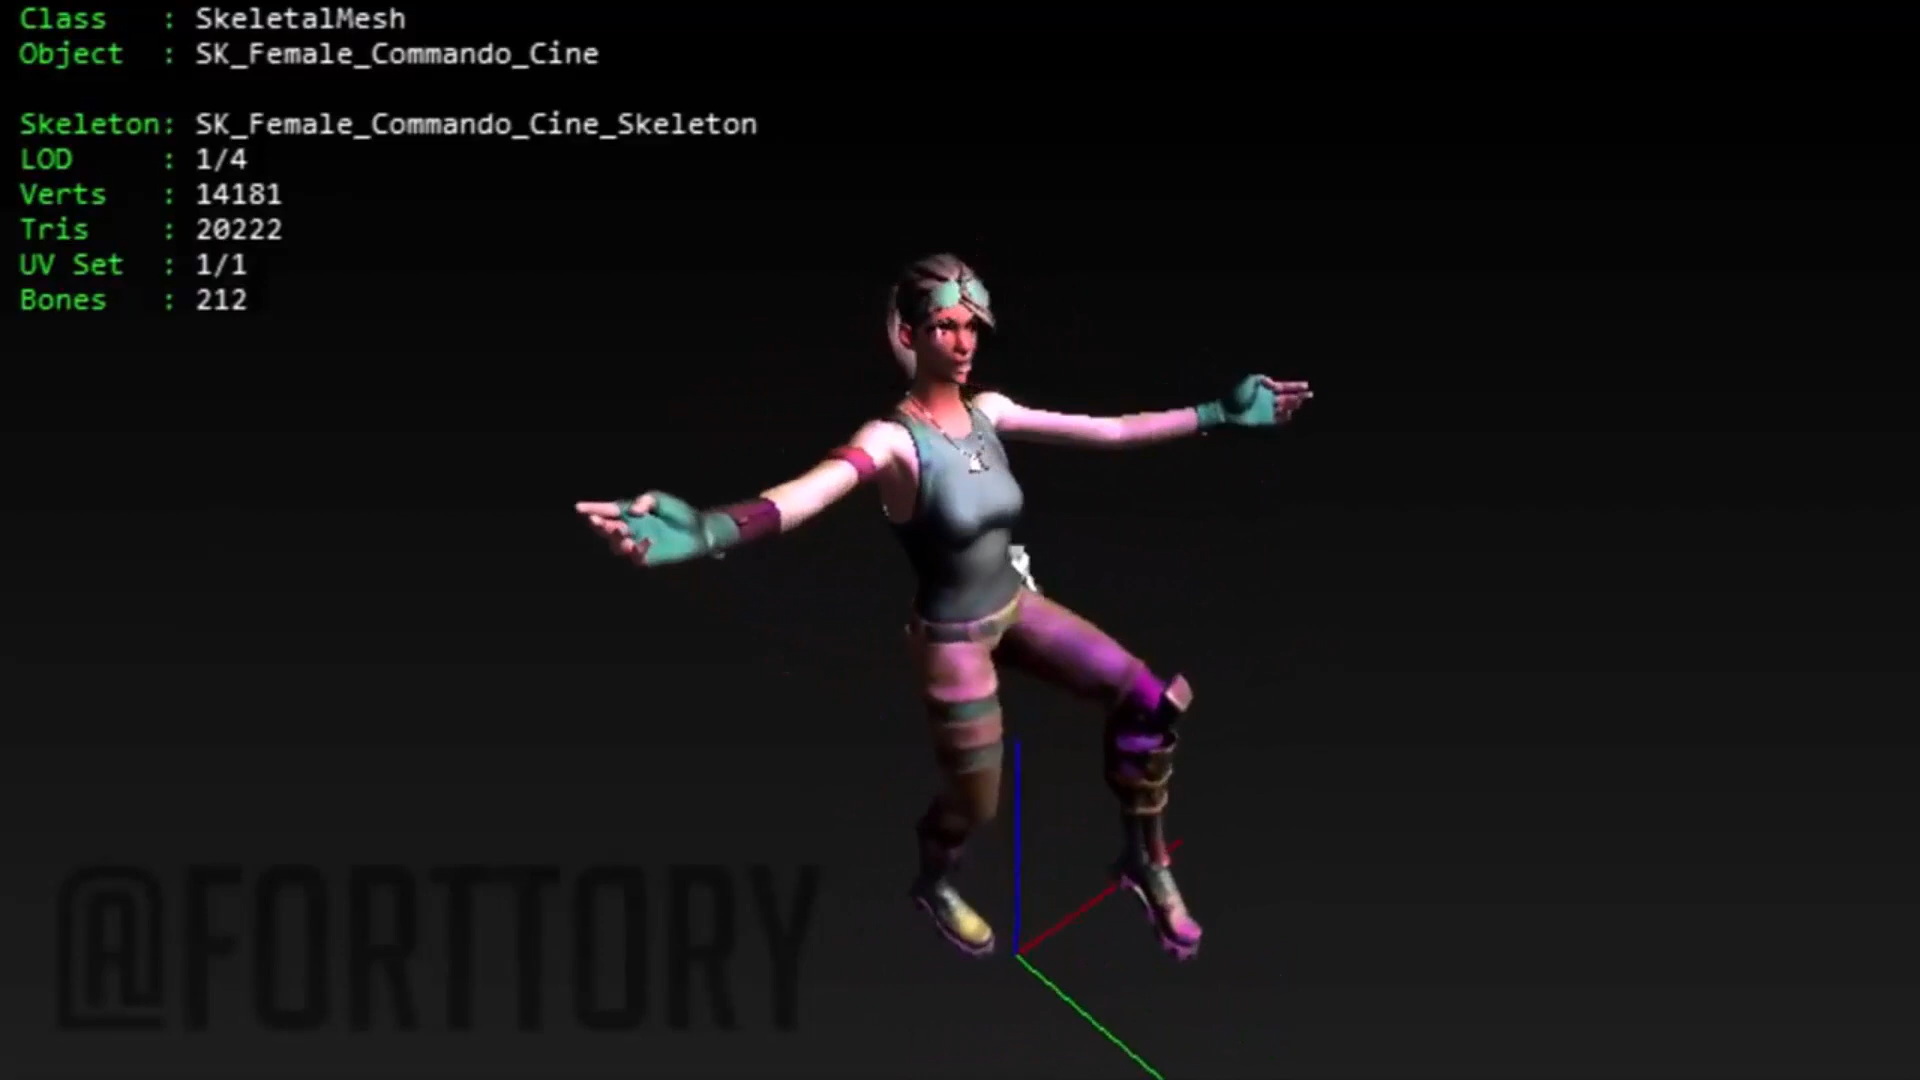 Class : SkeletalMesh
Object : SK_Female_Commando_Cine
Skeleton: SK_Female_Commando_Cine_Skeleton
LOD : 1/4
Verts : 14181
Tris : 20222
UV Set : 1/1
Bones : 212
@FORTTORY